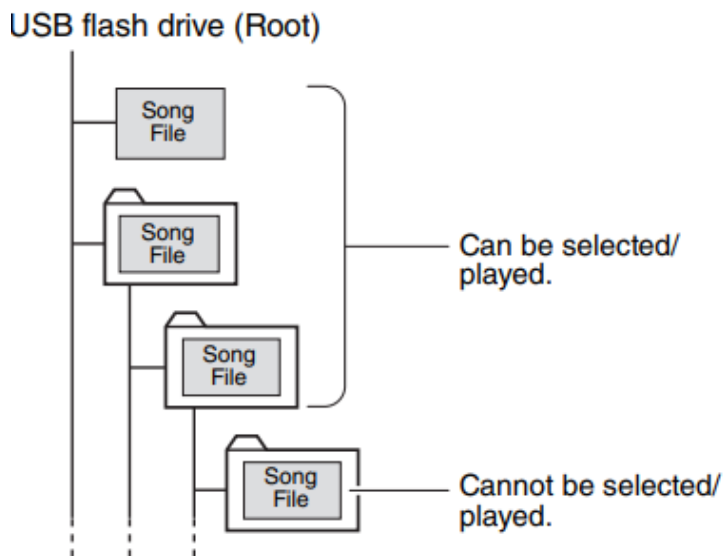 USB flash drive (Root)
Song
File
Song
File
Can be selected/
played.
Song
File
Song
File
Cannot be selected/
played.